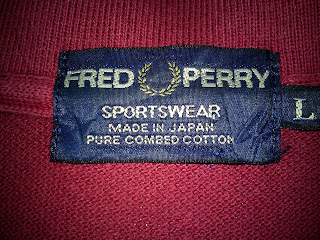 FRED PERRY
SPORTSWEAR
MADE IN JAPAN
PURE COMBED COTTON
L